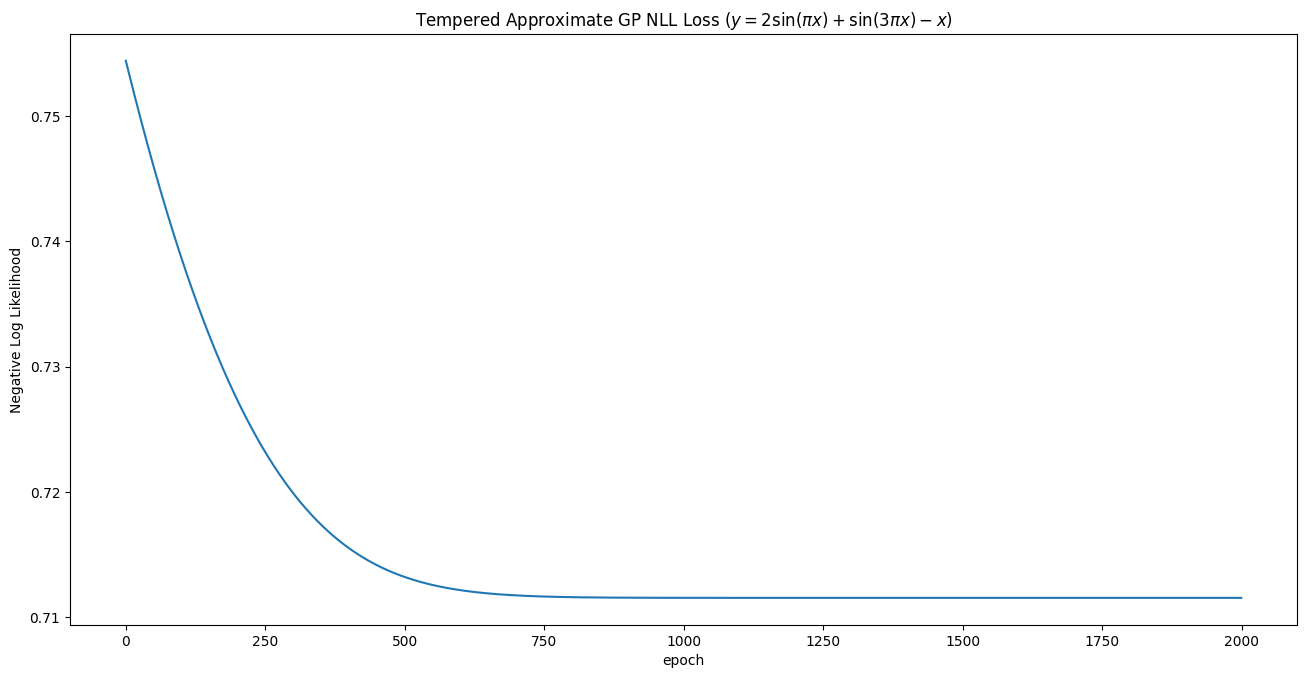 Tempered Approximate GP NLL Loss (y = 2sin(πx) + sin(3πx) − x)
Negative Log Likelihood
0.75
0.74
0.73
0.72
0.71
0 250 500 750 1000 1250 1500 1750 2000
epoch